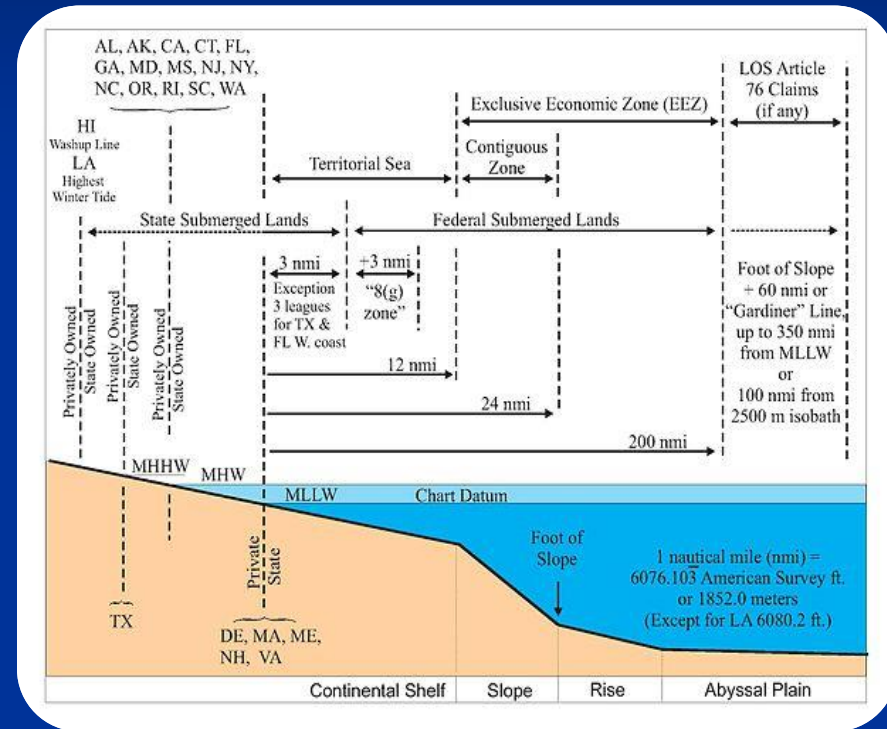 AL, AK, CA, CT, FL,
GA, MD, MS, NJ, NY,
NC, OR, RI, SC, WA
HI
Washup Line
LA
Highest
Winter Tide
LOS Article
76 Claims
(if any)
Exclusive Economic Zone (EEZ)
Contiguous
Zone
Territorial Sea
State Submerged Lands
Federal Submerged Lands
3 nmi
Exception
3 leagues
for TX &
FL W. coast
+3 nmi
“8(g)
zone”
Foot of Slope
+ 60 nmi or
“Gardiner” Line,
up to 350 nmi
from MLLW
or
100 nmi from
2500 m isobath
12 nmi
24 nmi
200 nmi
Privately Owned
State Owned
Privately Owned
State Owned
Privately Owned
State Owned
MHHW
MHW
MLLW
Chart Datum
Private
State
Foot of
Slope
1 nautical mile (nmi) =
6076.103̅ American Survey ft.
or 1852.0 meters
(Except for LA 6080.2 ft.)
TX
DE, MA, ME,
NH, VA
Continental Shelf
Slope
Rise
Abyssal Plain